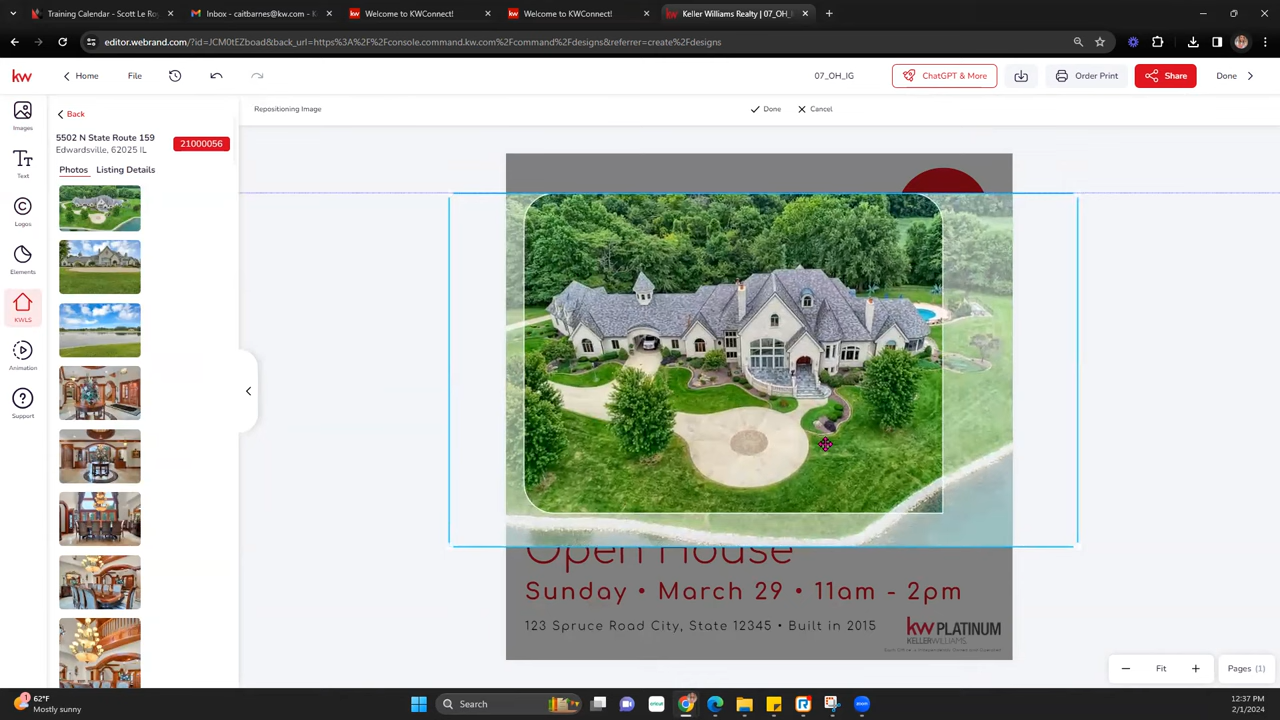 Training Calendar - Scott Le Ro
Inbox - caitbarnes@kw.com - K
Welcome to KWConnect!
Welcome to KWConnect!
Keller Williams Realty | 07_OH_I
editor.webrand.com/?id=JCM0tEZboad&back_url=https%3A%2F%2Fconsole.command.kw.com%2Fcommand%2Fdesigns&referrer=create%2Fdesigns
kw
Home
File
07_OH_IG
ChatGPT & More
Order Print
Share
Done
Images
Text
Logos
Elements
KWLS
Animation
Support
Back
5502 N State Route 159
Edwardsville, 62025 IL
21000056
Photos Listing Details
Repositioning Image
Done
Cancel
Open House
Sunday • March 29 • 11am - 2pm
123 Spruce Road City, State 12345 • Built in 2015
kw PLATINUM
KELLERWILLIAMS
Fit
Pages (1)
62°F
Mostly sunny
Search
12:37 PM
2/1/2024